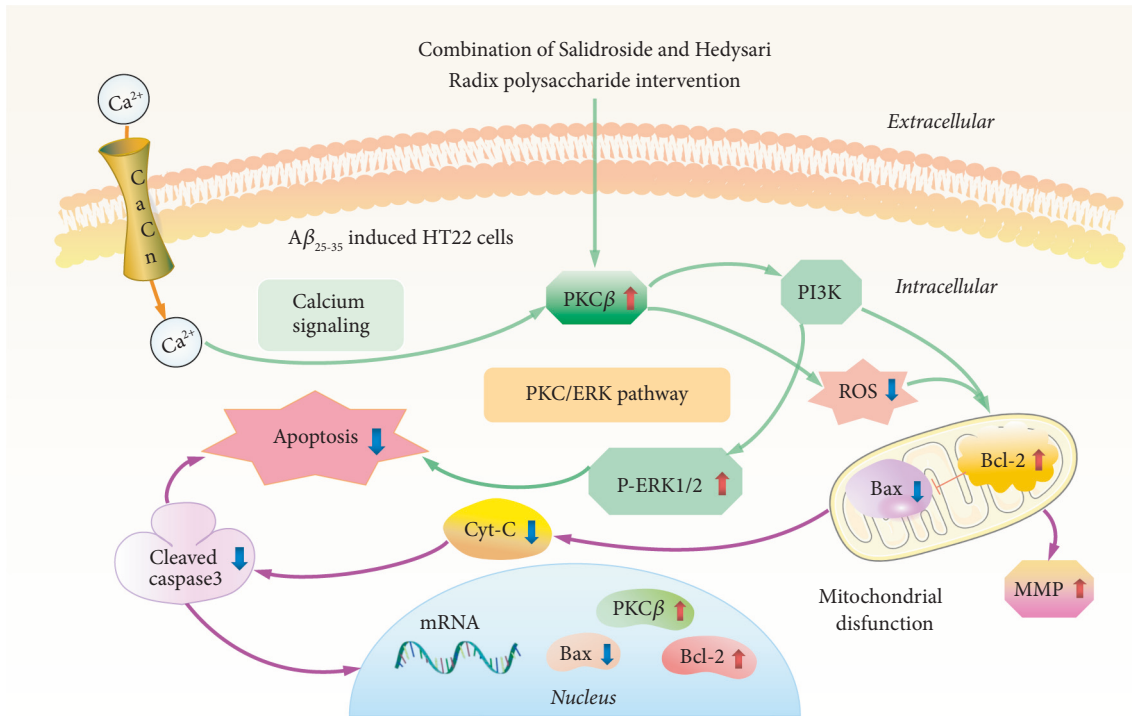 Combination of Salidroside and Hedysari
Radix polysaccharide intervention
Ca²⁺
Extracellular
CaCn
Aβ₂₅₋₃₅ induced HT22 cells
Calcium
signaling
PKCβ
PI3K
Intracellular
Ca²⁺
PKC/ERK pathway
ROS
Apoptosis
Bcl-2
P-ERK1/2
Bax
Cyt-C
Cleaved
caspase3
MMP
Mitochondrial
disfunction
PKCβ
mRNA
Bax
Bcl-2
Nucleus